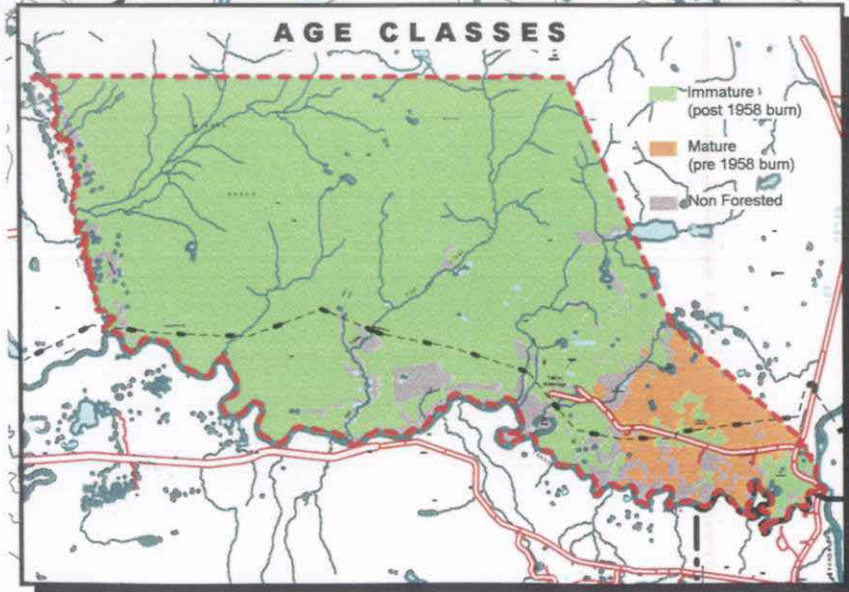 AGE CLASSES
Immature
(post 1958 burn)
Mature
(pre 1958 burn)
Non Forested